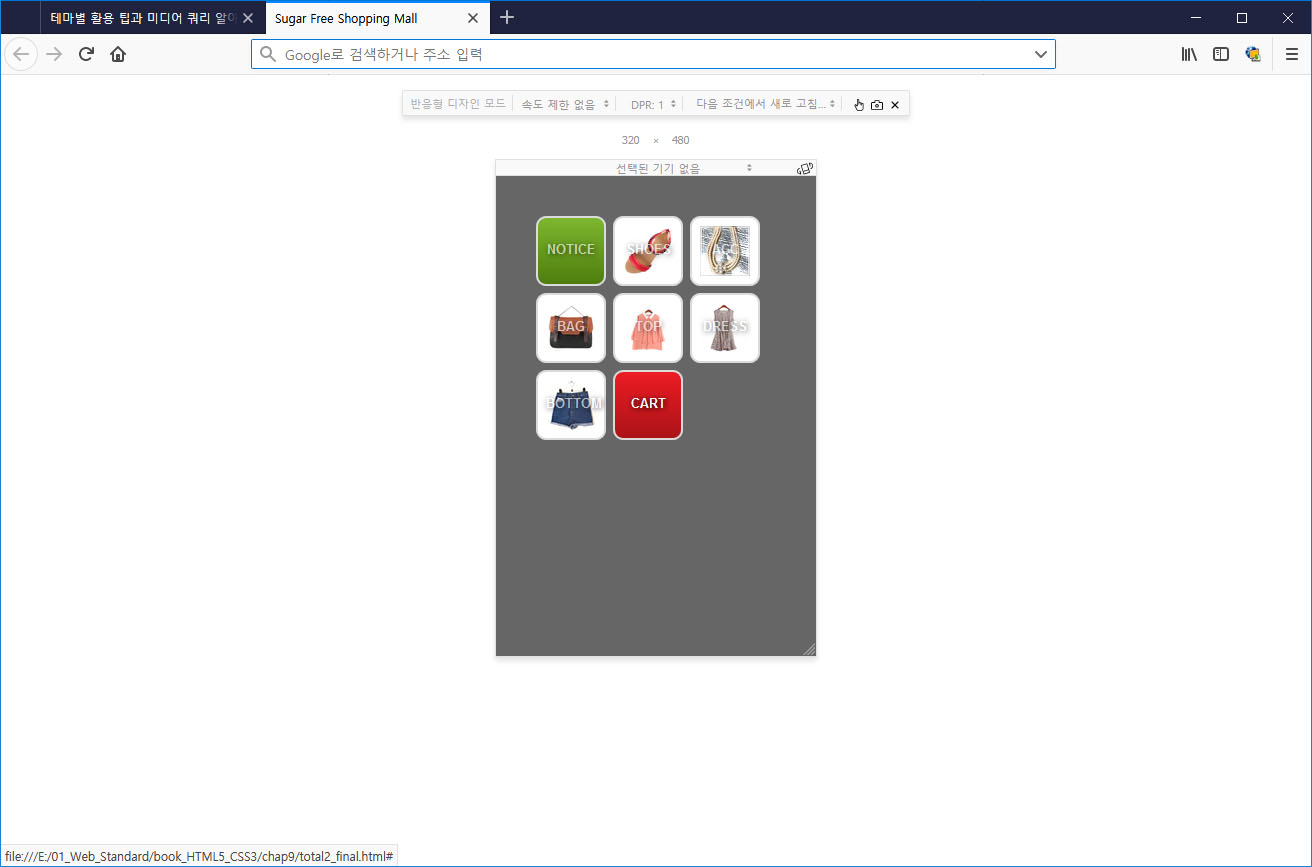 테마별 활용 팁과 미디어 쿼리 알아
Sugar Free Shopping Mall
Google로 검색하거나 주소 입력
반응형 디자인 모드 속도 제한 없음 DPR: 1 다음 조건에서 새로 고침...
320 × 480
선택된 기기 없음
NOTICE SHOES ACC
BAG TOP DRESS
BOTTOM CART
file:///E:/01_Web_Standard/book_HTML5_CSS3/chap9/total2_final.html#